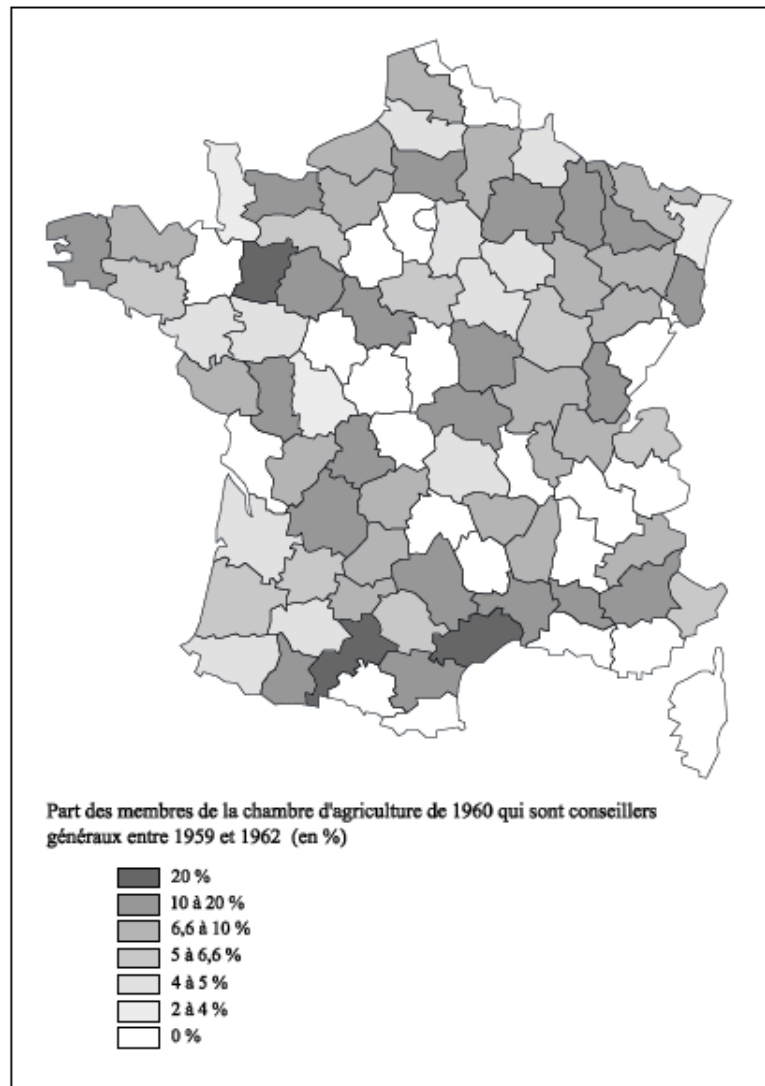 Part des membres de la chambre d'agriculture de 1960 qui sont conseillers
généraux entre 1959 et 1962 (en %)
20 %
10 à 20 %
6,6 à 10 %
5 à 6,6 %
4 à 5 %
2 à 4 %
0 %